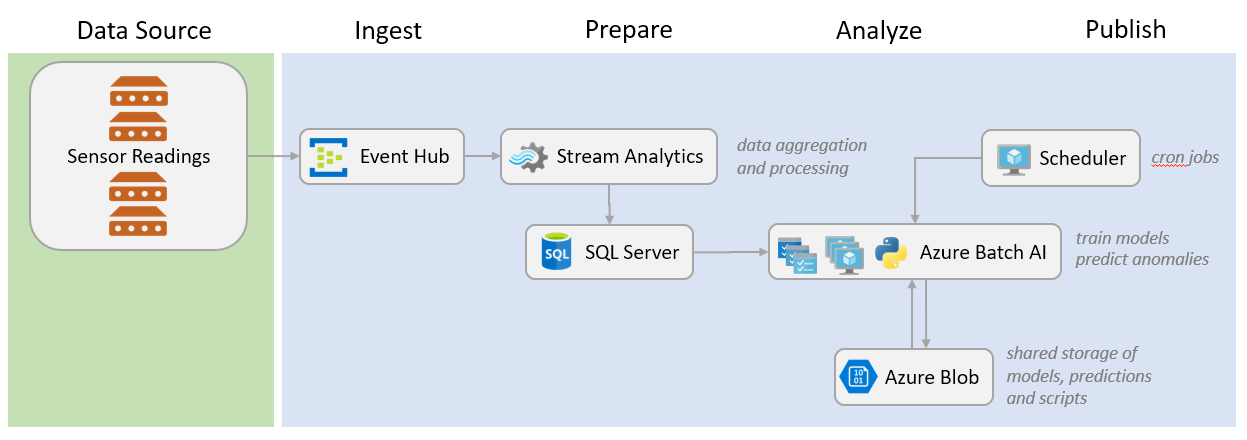 Data Source
Ingest
Prepare
Analyze
Publish
Sensor Readings
Event Hub
Stream Analytics
data aggregation
and processing
Scheduler
cron jobs
SQL
SQL Server
Azure Batch AI
train models
predict anomalies
10
01
Azure Blob
shared storage of
models, predictions
and scripts